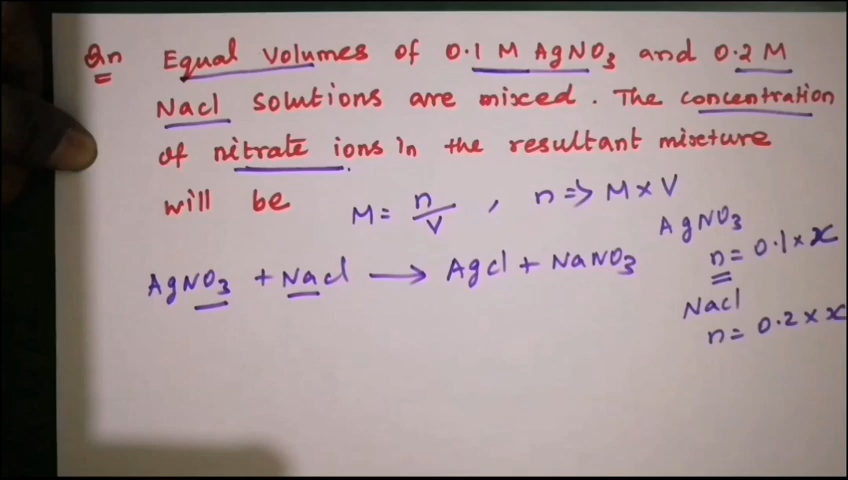 Qn Equal Volumes of 0.1 M AgNO3 and 0.2 M
Nacl solutions are mixed. The concentration
of nitrate ions in the resultant mixture
will be
M = n/V , n => M x V
AgNO3 + Nacl → Agcl + NaNO3
AgNO3
n = 0.1 x x
Nacl
n = 0.2 x x